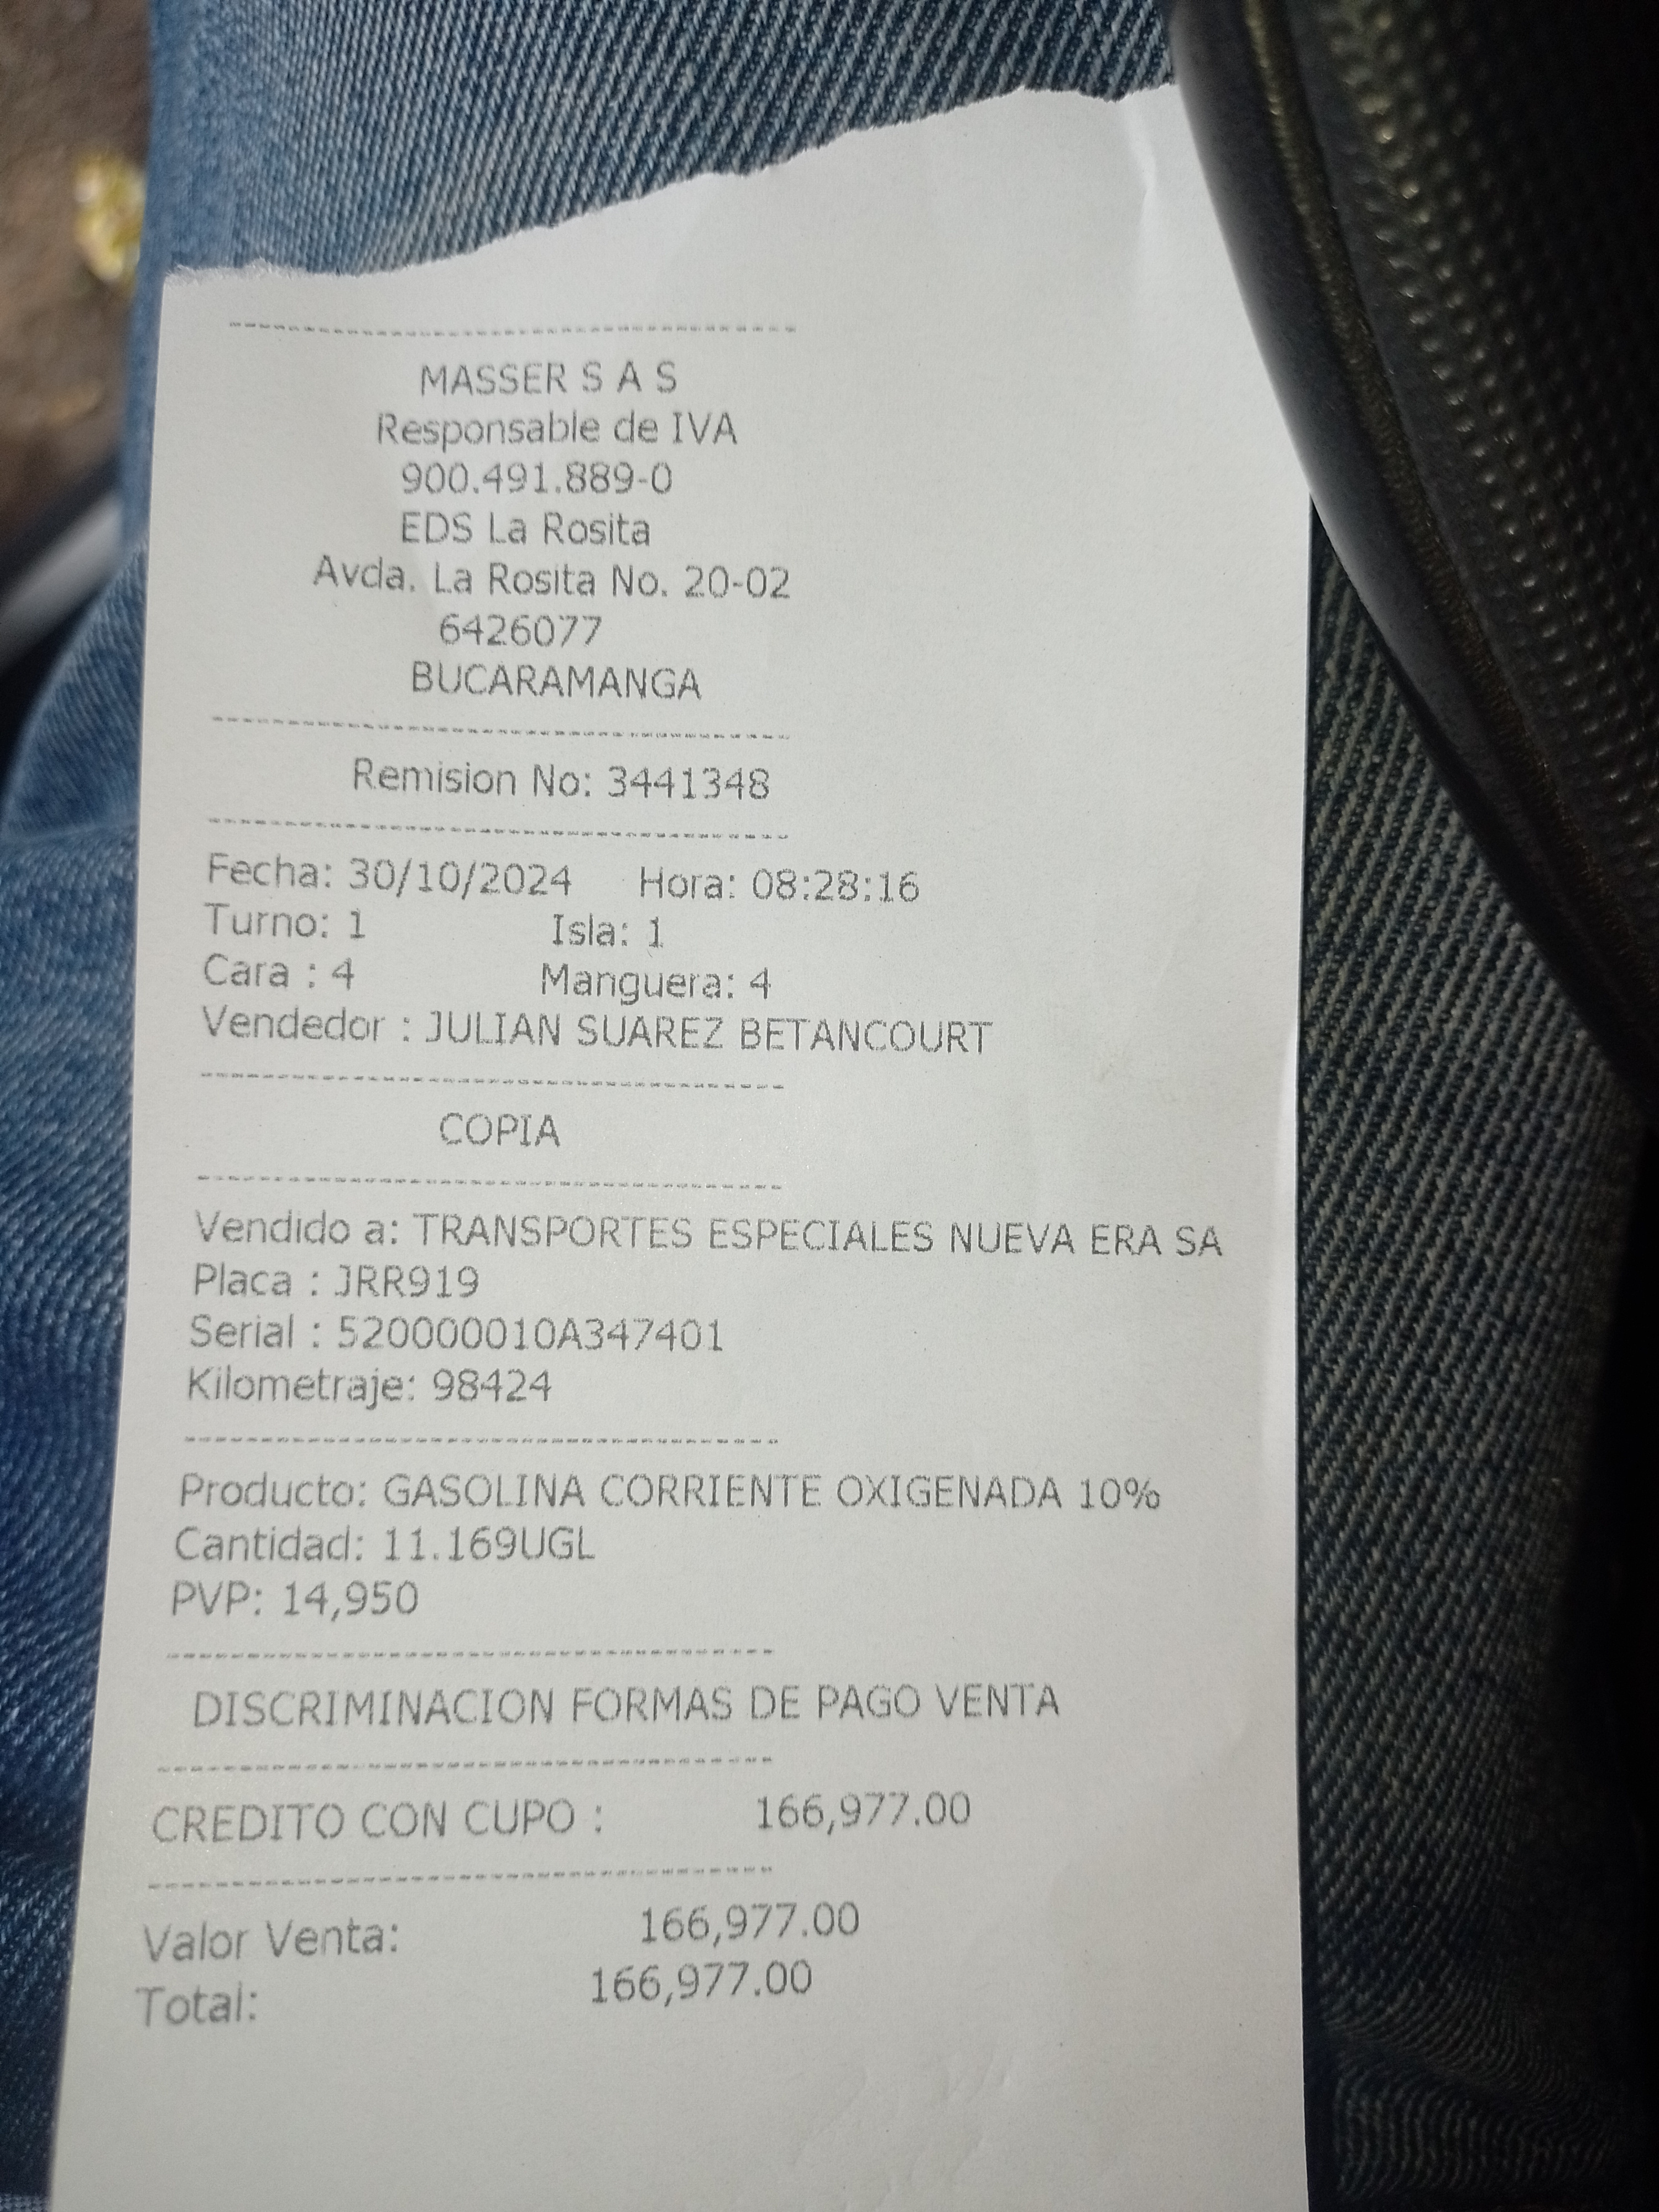 MASSER S A S
Responsable de IVA
900.491.889-0
EDS La Rosita
Avda. La Rosita No. 20-02
6426077
BUCARAMANGA
Remision No: 3441348
Fecha: 30/10/2024 Hora: 08:28:16
Turno: 1 Isla: 1
Cara : 4 Manguera: 4
Vendedor : JULIAN SUAREZ BETANCOURT
COPIA
Vendido a: TRANSPORTES ESPECIALES NUEVA ERA SA
Placa : JRR919
Serial : 520000010A347401
Kilometraje: 98424
Producto: GASOLINA CORRIENTE OXIGENADA 10%
Cantidad: 11.169UGL
PVP: 14,950
DISCRIMINACION FORMAS DE PAGO VENTA
CREDITO CON CUPO : 166,977.00
Valor Venta: 166,977.00
Total: 166,977.00